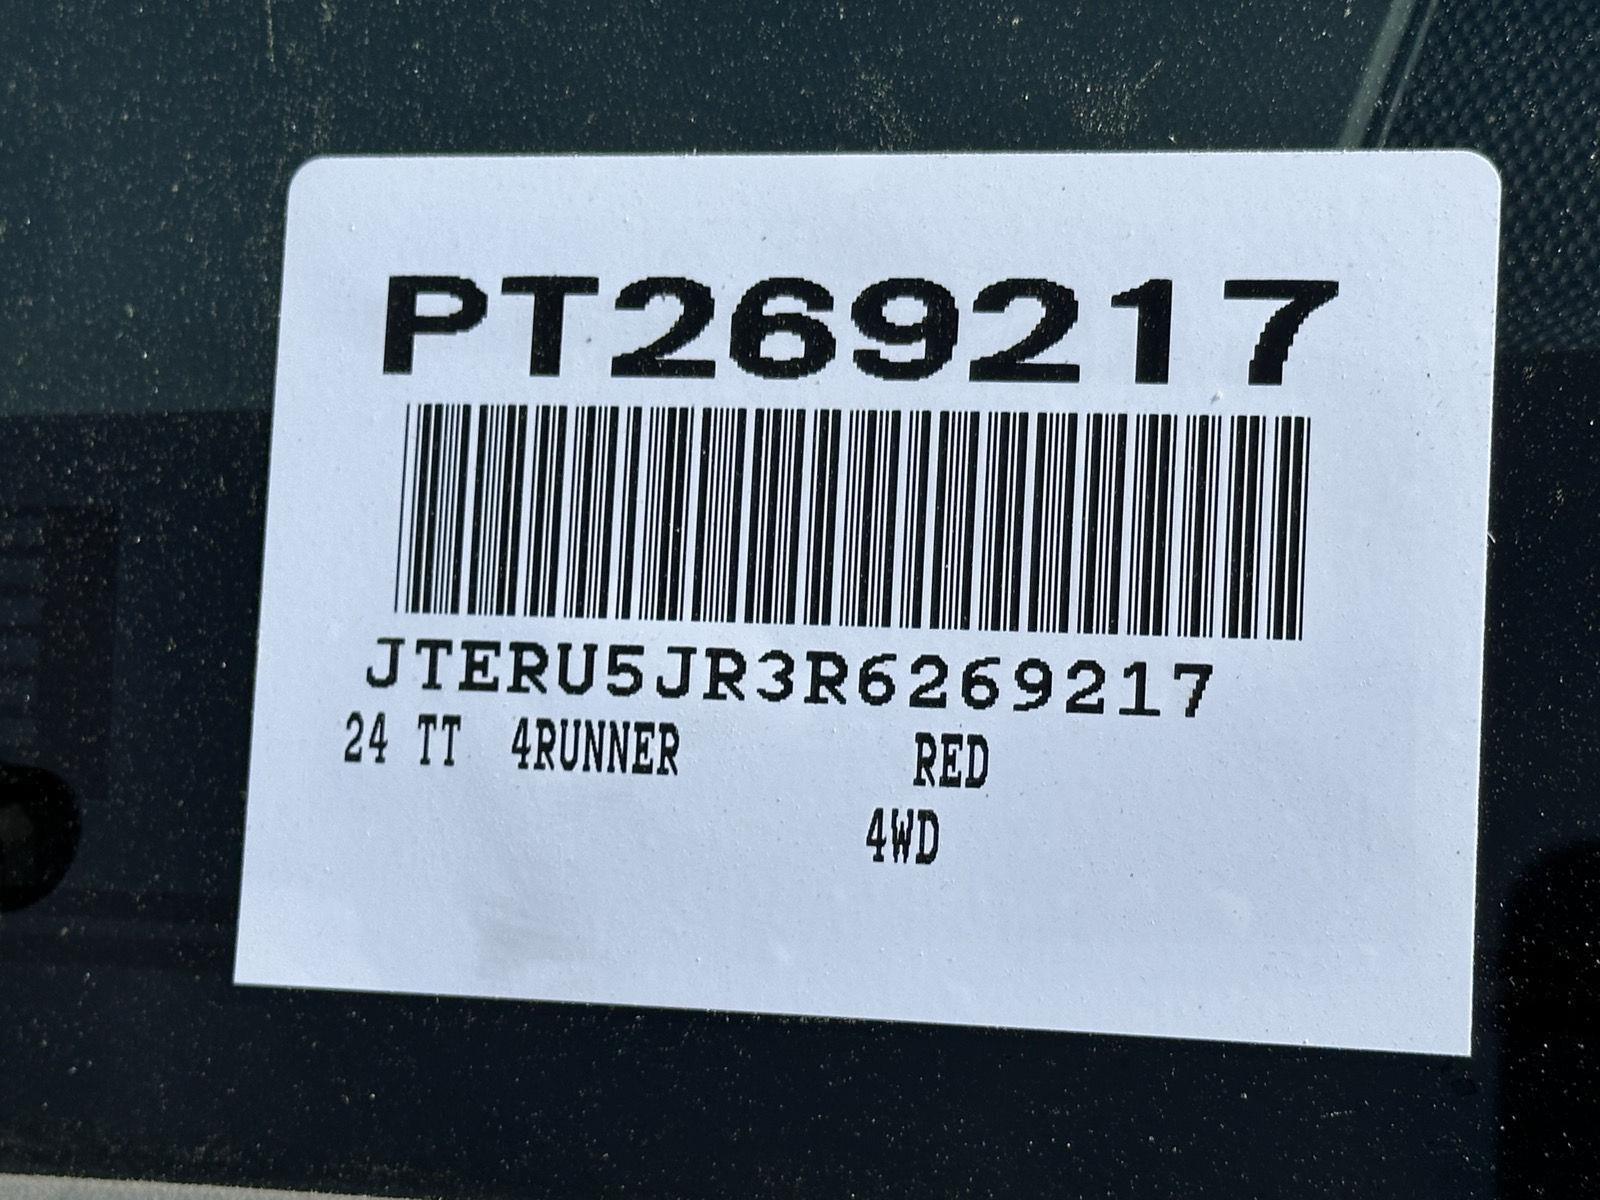 PT269217
JTERU5JR3R6269217
24 TT 4RUNNER RED
4WD